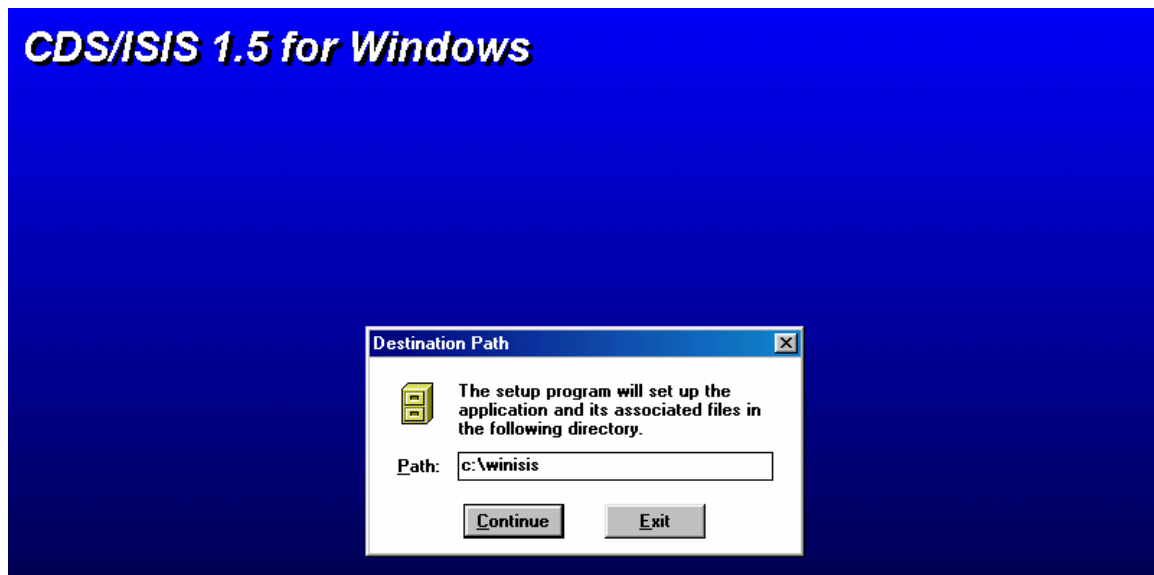 CDS/ISIS 1.5 for Windows
Destination Path
The setup program will set up the
application and its associated files in
the following directory.
Path: c:\winisis
Continue Exit